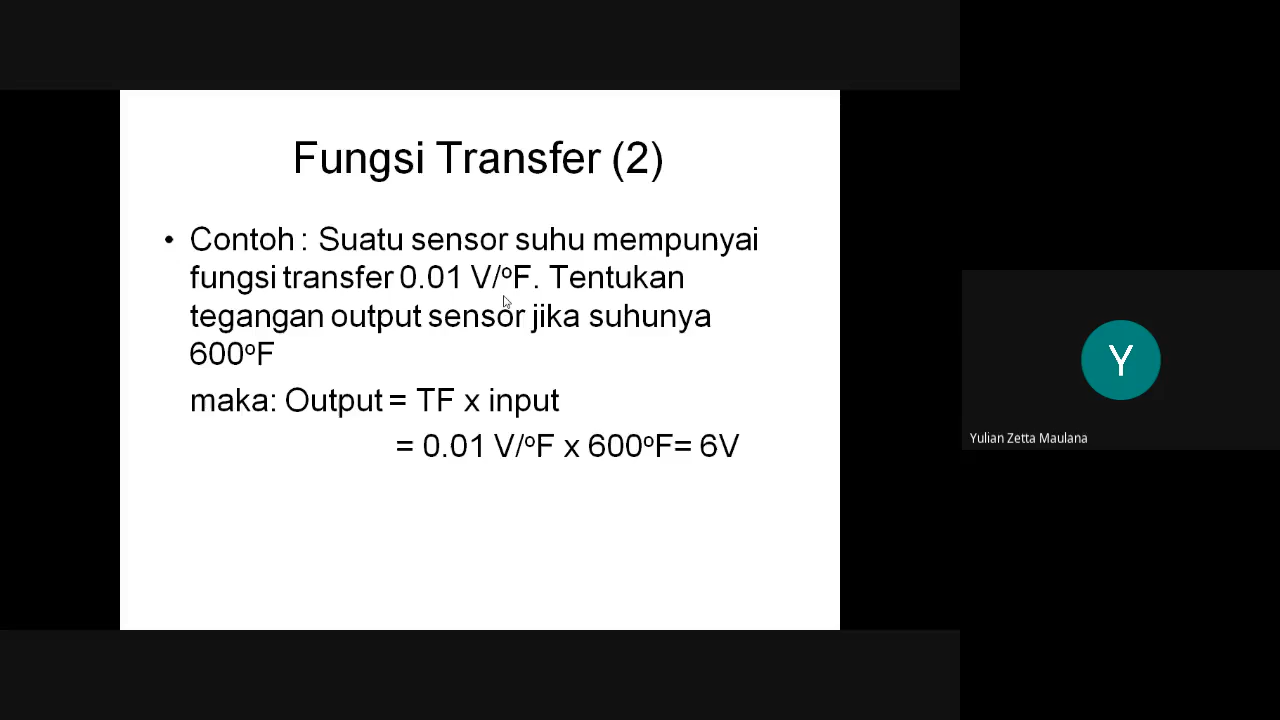 Fungsi Transfer (2)
• Contoh : Suatu sensor suhu mempunyai
fungsi transfer 0.01 V/ºF. Tentukan
tegangan output sensor jika suhunya
600ºF
maka: Output = TF x input
= 0.01 V/ºF x 600ºF= 6V
Y
Yulian Zetta Maulana